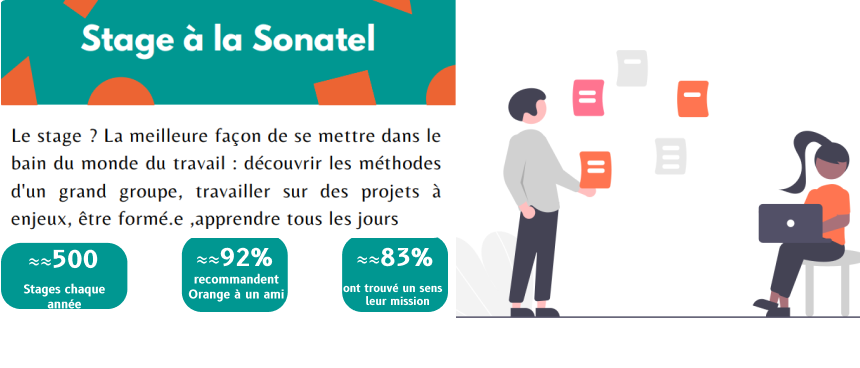 Stage à la Sonatel
Le stage ? La meilleure façon de se mettre dans le
bain du monde du travail : découvrir les méthodes
d'un grand groupe, travailler sur des projets à
enjeux, être formé.e ,apprendre tous les jours
≈≈500
Stages chaque
année
≈≈92%
recommandent
Orange à un ami
≈≈83%
ont trouvé un sens
leur mission